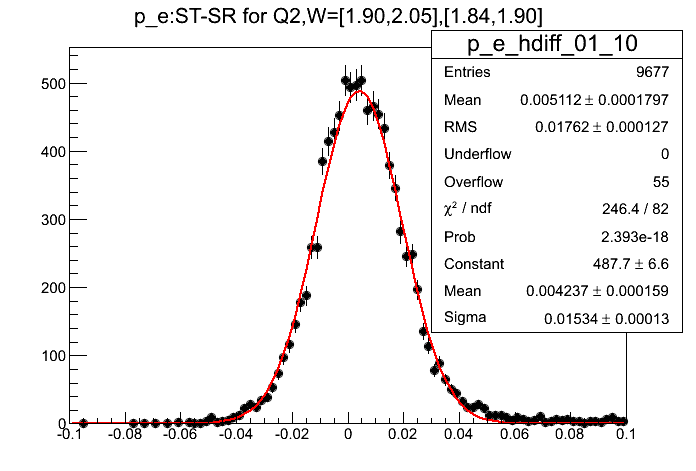 p_e:ST-SR for Q2,W=[1.90,2.05],[1.84,1.90]
p_e_hdiff_01_10
Entries 9677
Mean 0.005112 ± 0.0001797
RMS 0.01762 ± 0.000127
Underflow 0
Overflow 55
χ² / ndf 246.4 / 82
Prob 2.393e-18
Constant 487.7 ± 6.6
Mean 0.004237 ± 0.000159
Sigma 0.01534 ± 0.00013
500
400
300
200
100
0
-0.1 -0.08 -0.06 -0.04 -0.02 0 0.02 0.04 0.06 0.08 0.1